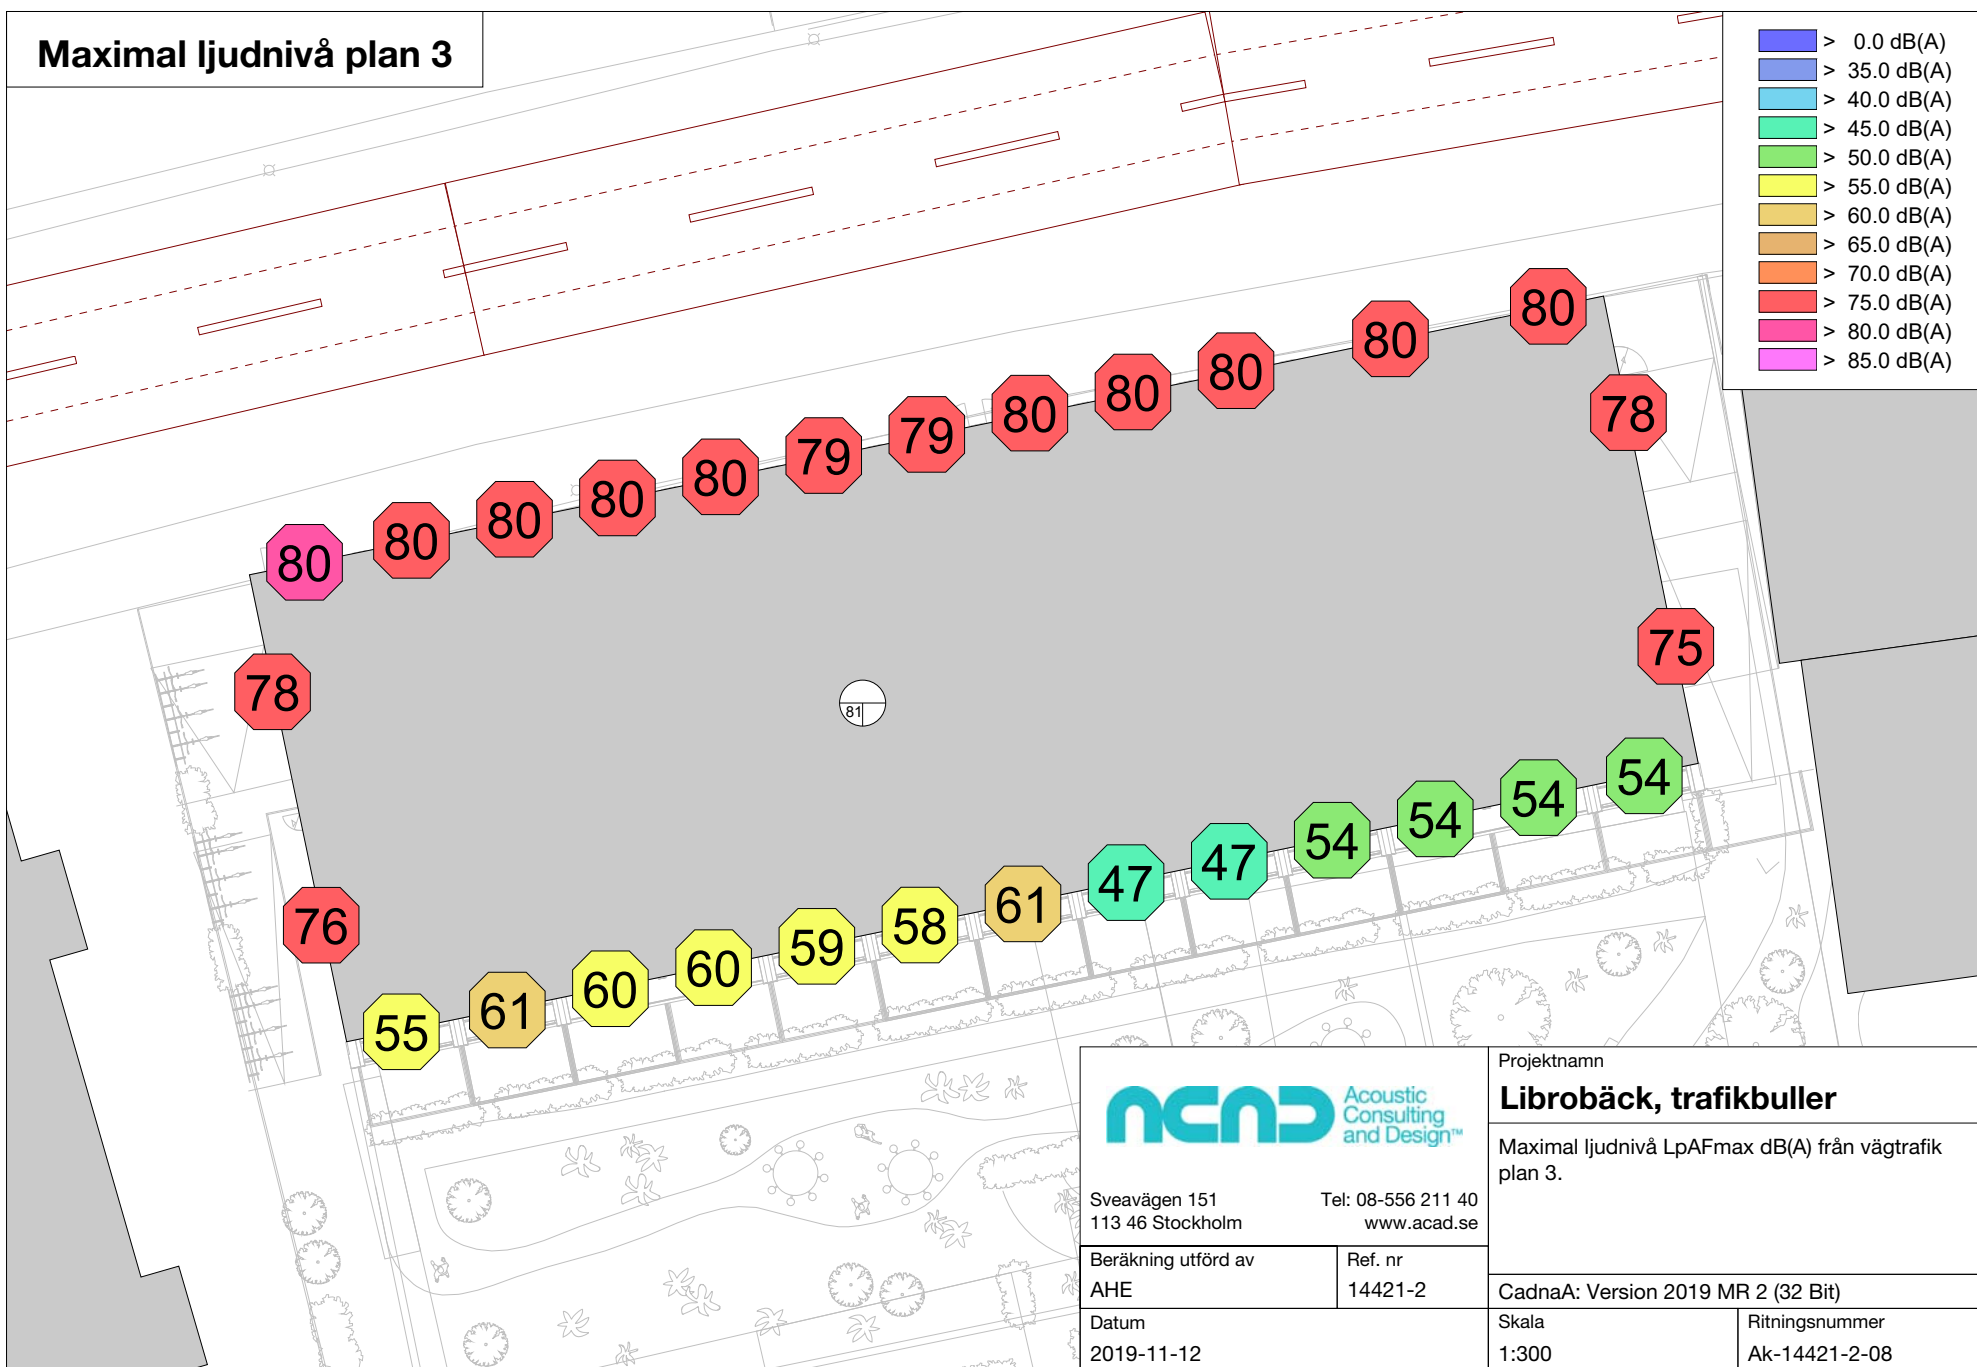 Maximal ljudnivå plan 3
> 0.0 dB(A)
> 35.0 dB(A)
> 40.0 dB(A)
> 45.0 dB(A)
> 50.0 dB(A)
> 55.0 dB(A)
> 60.0 dB(A)
> 65.0 dB(A)
> 70.0 dB(A)
> 75.0 dB(A)
> 80.0 dB(A)
> 85.0 dB(A)
80 80 80 80 80 79 79 80 80 80 80 80
78
78
75
76
81
55 61 60 60 59 58 61 47 47 54 54 54 54
ACAD
Acoustic
Consulting
and Design™
Sveavägen 151
113 46 Stockholm
Tel: 08-556 211 40
www.acad.se
Projektnamn
Librobäck, trafikbuller
Maximal ljudnivå LpAFmax dB(A) från vägtrafik
plan 3.
Beräkning utförd av
AHE
Ref. nr
14421-2
CadnaA: Version 2019 MR 2 (32 Bit)
Datum
2019-11-12
Skala
1:300
Ritningsnummer
Ak-14421-2-08